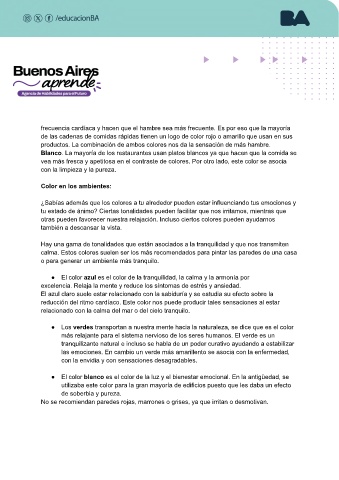 /educacionBA
BA
Buenos Aires
aprende
Agencia de Habilidades para el Futuro
frecuencia cardíaca y hacen que el hambre sea más frecuente. Es por eso que la mayoría
de las cadenas de comidas rápidas tienen un logo de color rojo o amarillo que usan en sus
productos. La combinación de ambos colores nos da la sensación de más hambre.
Blanco. La mayoría de los restaurantes usan platos blancos ya que hacen que la comida se
vea más fresca y apetitosa en el contraste de colores. Por otro lado, este color se asocia
con la limpieza y la pureza.
Color en los ambientes:
¿Sabías además que los colores a tu alrededor pueden estar influenciando tus emociones y
tu estado de ánimo? Ciertas tonalidades pueden facilitar que nos irritamos, mientras que
otras pueden favorecer nuestra relajación. Incluso ciertos colores pueden ayudarnos
también a descansar la vista.
Hay una gama de tonalidades que están asociados a la tranquilidad y que nos transmiten
calma. Estos colores suelen ser los más recomendados para pintar las paredes de una casa
o para generar un ambiente más tranquilo.
● El color azul es el color de la tranquilidad, la calma y la armonía por
excelencia. Relaja la mente y reduce los síntomas de estrés y ansiedad.
El azul claro suele estar relacionado con la sabiduría y se estudia su efecto sobre la
reducción del ritmo cardíaco. Este color nos puede producir tales sensaciones al estar
relacionado con la calma del mar o del cielo tranquilo.
● Los verdes transportan a nuestra mente hacia la naturaleza, se dice que es el color
más relajante para el sistema nervioso de los seres humanos. El verde es un
tranquilizante natural e incluso se habla de un poder curativo ayudando a estabilizar
las emociones. En cambio un verde más amarillento se asocia con la enfermedad,
con la envidia y con sensaciones desagradables.
● El color blanco es el color de la luz y el bienestar emocional. En la antigüedad, se
utilizaba este color para la gran mayoría de edificios puesto que les daba un efecto
de soberbia y pureza.
No se recomiendan paredes rojas, marrones o grises, ya que irritan o desmotivan.